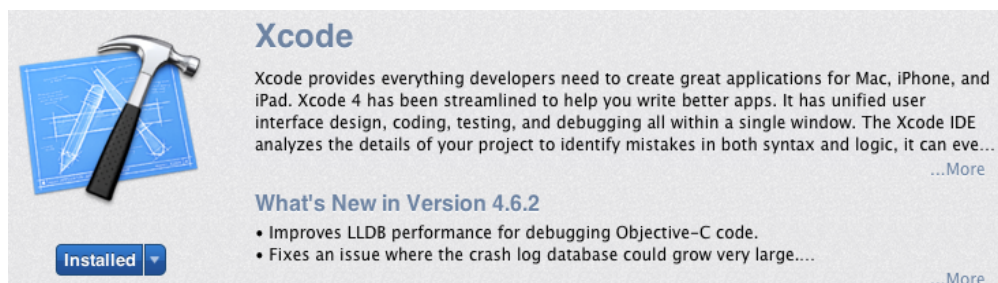 Xcode
Xcode provides everything developers need to create great applications for Mac, iPhone, and
iPad. Xcode 4 has been streamlined to help you write better apps. It has unified user
interface design, coding, testing, and debugging all within a single window. The Xcode IDE
analyzes the details of your project to identify mistakes in both syntax and logic, it can eve...
...More
What's New in Version 4.6.2
• Improves LLDB performance for debugging Objective-C code.
• Fixes an issue where the crash log database could grow very large....
Installed
...More